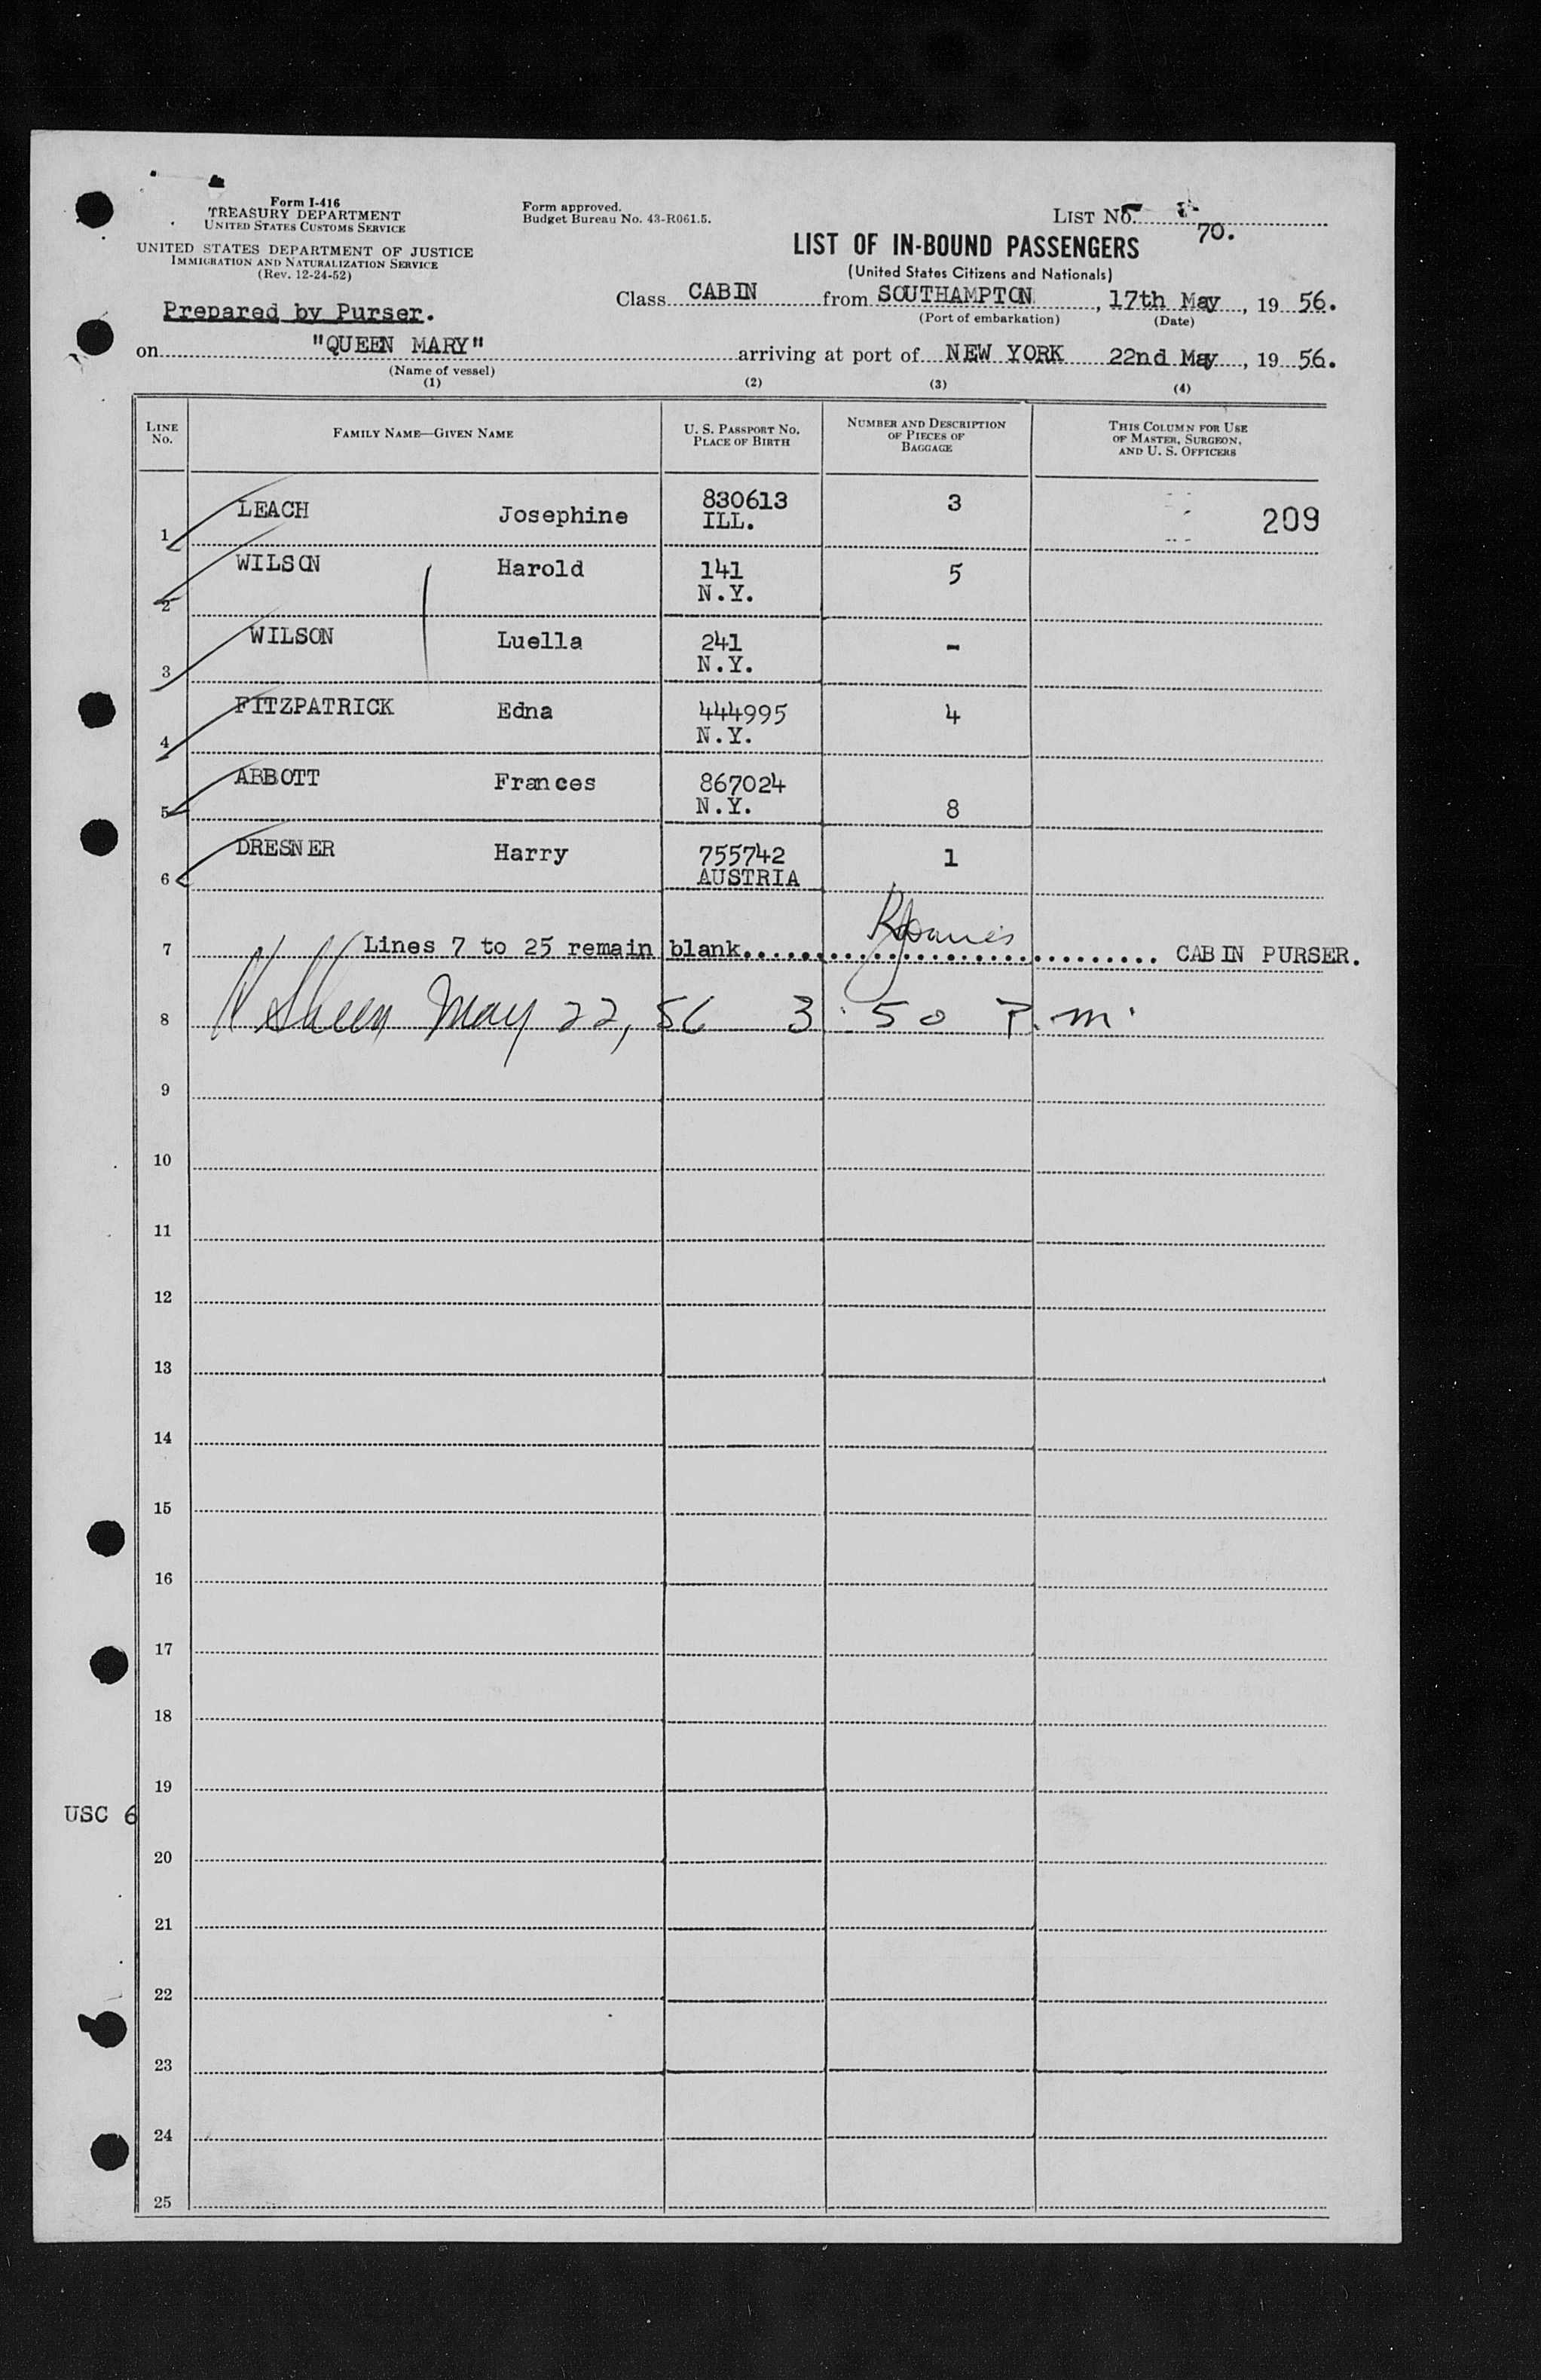 Form I-416
TREASURY DEPARTMENT
UNITED STATES CUSTOMS SERVICE
UNITED STATES DEPARTMENT OF JUSTICE
IMMIGRATION AND NATURALIZATION SERVICE
(Rev. 12-24-52)
Form approved.
Budget Bureau No. 43-R061.5.
LIST No. 70.
LIST OF IN-BOUND PASSENGERS
(United States Citizens and Nationals)
Prepared by Purser.
Class CABIN from SOUTHAMPTON, 17th May, 19 56.
(Port of embarkation) (Date)
on "QUEEN MARY" arriving at port of NEW YORK 22nd May, 19 56.
(Name of vessel)
(1) (2) (3) (4)
LINE No. FAMILY NAME—GIVEN NAME U. S. PASSPORT No. PLACE OF BIRTH NUMBER AND DESCRIPTION OF PIECES OF BAGGAGE THIS COLUMN FOR USE OF MASTER, SURGEON, AND U. S. OFFICERS
1 LEACH Josephine 830613 3 209
ILL.
2 WILSON Harold 141 5
N.Y.
3 WILSON Luella 241 -
N.Y.
4 FITZPATRICK Edna 444995 4
N.Y.
5 ABBOTT Frances 867024
N.Y. 8
6 DRESNER Harry 755742 1
AUSTRIA
7 Lines 7 to 25 remain blank.............................. CABIN PURSER.
8 May 22, 56 3:50 P.m.
9
10
11
12
13
14
15
16
17
18
19
USC 6
20
21
22
23
24
25